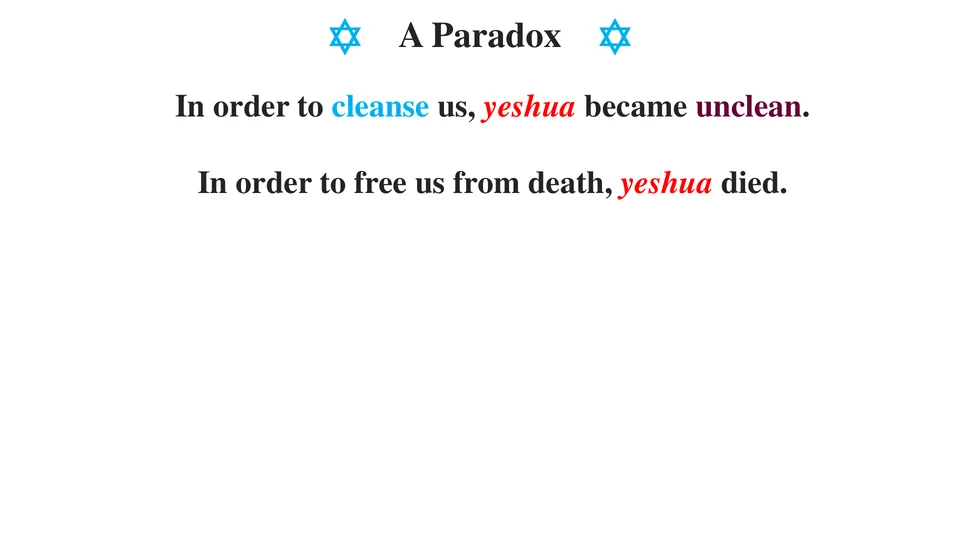 ✡ A Paradox ✡
In order to cleanse us, yeshua became unclean.
In order to free us from death, yeshua died.